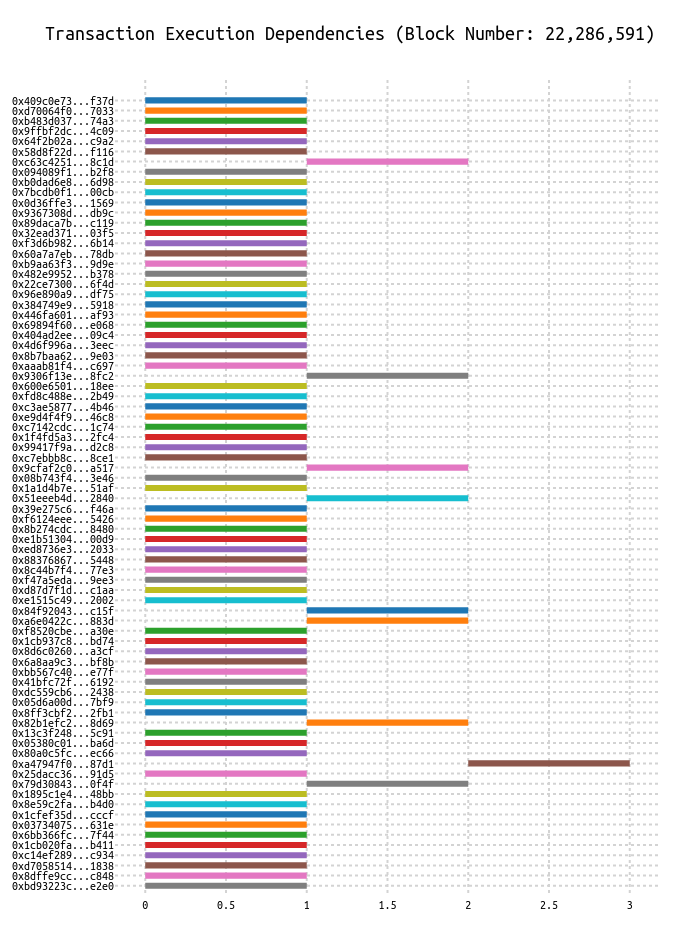 Transaction Execution Dependencies (Block Number: 22,286,591)
0x409c0e73...f37d
0xd70064f0...7033
0xb483d037...74a3
0x9ffbf2dc...4c09
0x64f2b02a...c9a2
0x58d8f22d...f116
0xc63c4251...8c1d
0x094089f1...b2f8
0xb0dad6e8...6d98
0x7bcdb0f1...00cb
0x0d36ffe3...1569
0x9367308d...db9c
0x89daca7b...c119
0x32ead371...03f5
0xf3d6b982...6b14
0x60a7a7eb...78db
0xb9aa63f3...9d9e
0x482e9952...b378
0x22ce7300...6f4d
0x96e890a9...df75
0x384749e9...5918
0x446fa601...af93
0x69894f60...e068
0x404ad2ee...09c4
0x4d6f996a...3eec
0x8b7baa62...9e03
0xaaab81f4...c697
0x9306f13e...8fc2
0x600e6501...18ee
0xfd8c488e...2b49
0xc3ae5877...4b46
0xe9d4f4f9...46c8
0xc7142cdc...1c74
0x1f4fd5a3...2fc4
0x99417f9a...d2c8
0xc7ebbb8c...8ce1
0x9cfaf2c0...a517
0x08b743f4...3e46
0x1a1d4b7e...51af
0x51eeeb4d...2840
0x39e275c6...f46a
0xf6124eee...5426
0x8b274cdc...8480
0xe1b51304...00d9
0xed8736e3...2033
0x88376867...5448
0x8c44b7f4...77e3
0xf47a5eda...9ee3
0xd87d7f1d...c1aa
0xe1515c49...2002
0x84f92043...c15f
0xa6e0422c...883d
0xf8520cbe...a30e
0x1cb937c8...bd74
0x8d6c0260...a3cf
0x6a8aa9c3...bf8b
0xbb567c40...e77f
0x41bfc72f...6192
0xdc559cb6...2438
0x05d6a00d...7bf9
0x8ff3cbf2...2fb1
0x82b1efc2...8d69
0x13c3f248...5c91
0x05380c01...ba6d
0x80a0c5fc...ec66
0xa47947f0...87d1
0x25dacc36...91d5
0x79d30843...0f4f
0x1895c1e4...48bb
0x8e59c2fa...b4d0
0x1cfef35d...cccf
0x03734075...631e
0x6bb366fc...7f44
0x1cb020fa...b411
0xc14ef289...c934
0xd7058514...1838
0x8dffe9cc...c848
0xbd93223c...e2e0
0 0.5 1 1.5 2 2.5 3